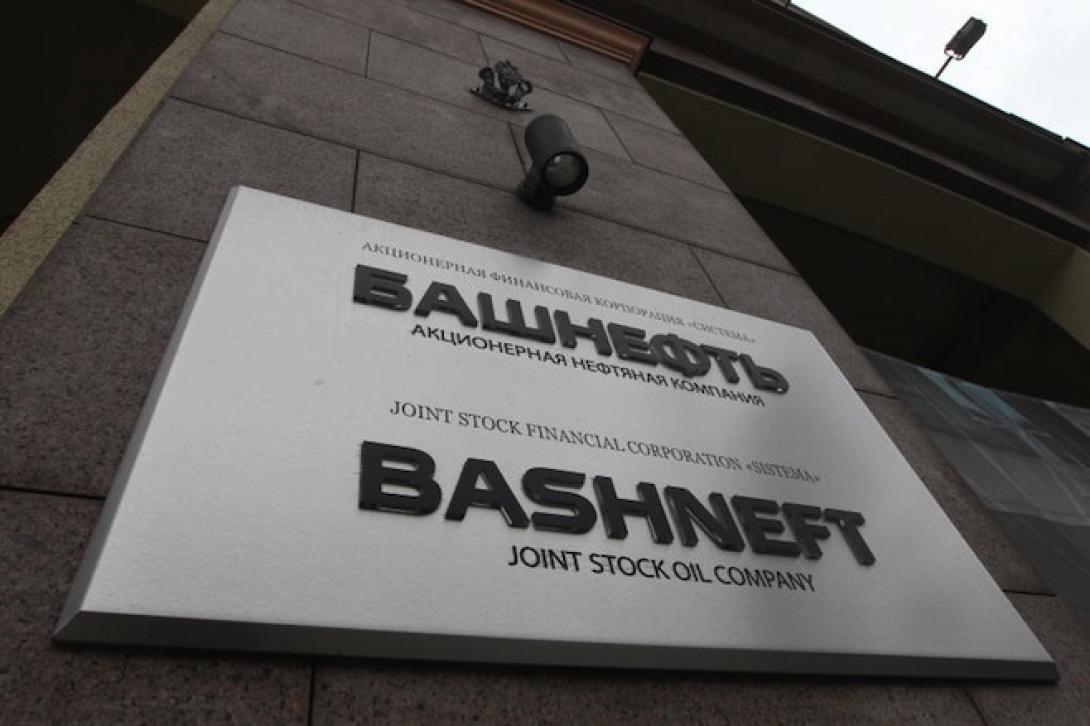 АКЦИОНЕРНАЯ ФИНАНСОВАЯ КОРПОРАЦИЯ «СИСТЕМА»
БАШНЕФТЬ
АКЦИОНЕРНАЯ НЕФТЯНАЯ КОМПАНИЯ
JOINT STOCK FINANCIAL CORPORATION «SISTEMA»
BASHNEFT
JOINT STOCK OIL COMPANY